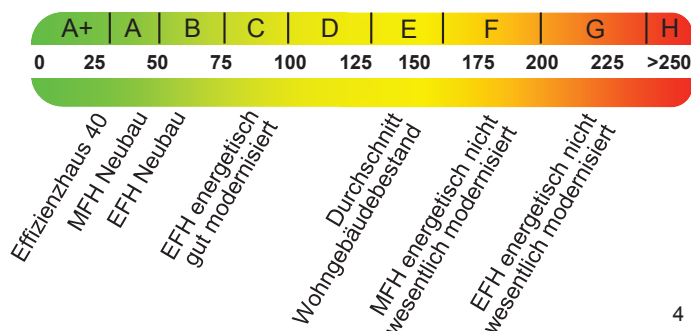 A+ A B C D E F G H
0 25 50 75 100 125 150 175 200 225 >250
Effizienzhaus 40
MFH Neubau
EFH Neubau
EFH energetisch
gut modernisiert
Durchschnitt
Wohngebäudebestand
MFH energetisch nicht
wesentlich modernisiert
EFH energetisch nicht
wesentlich modernisiert
4